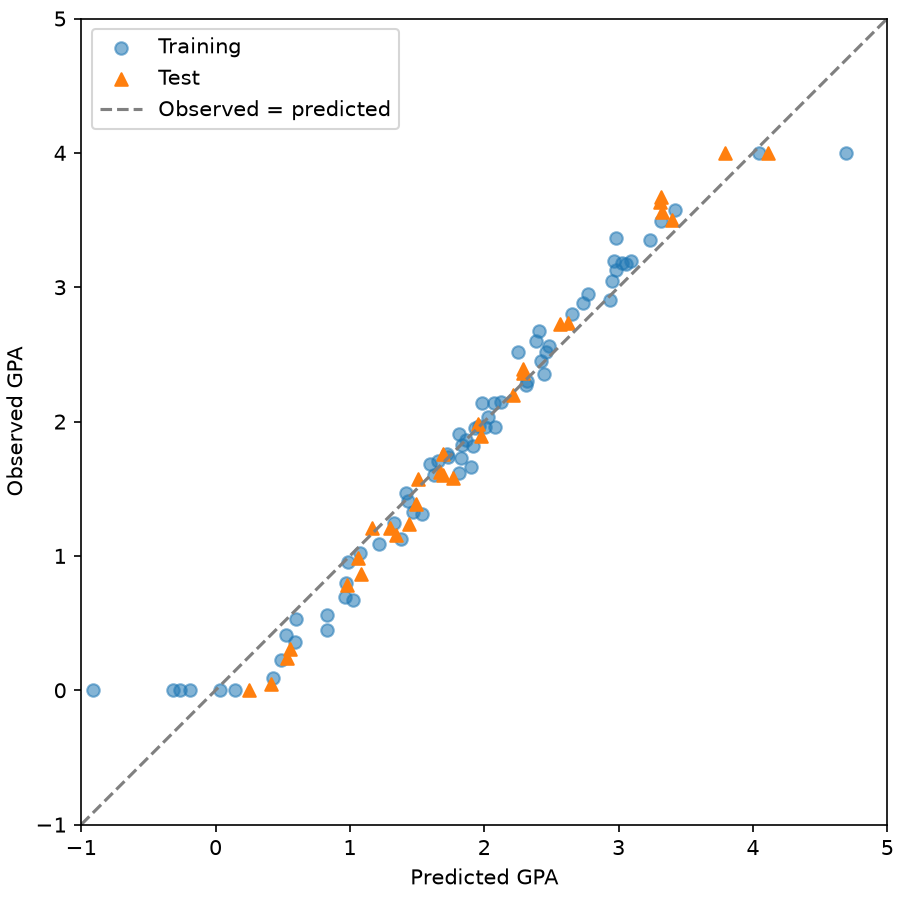 5
4
3
2
1
0
−1
Observed GPA
Training
Test
Observed = predicted
−1 0 1 2 3 4 5
Predicted GPA